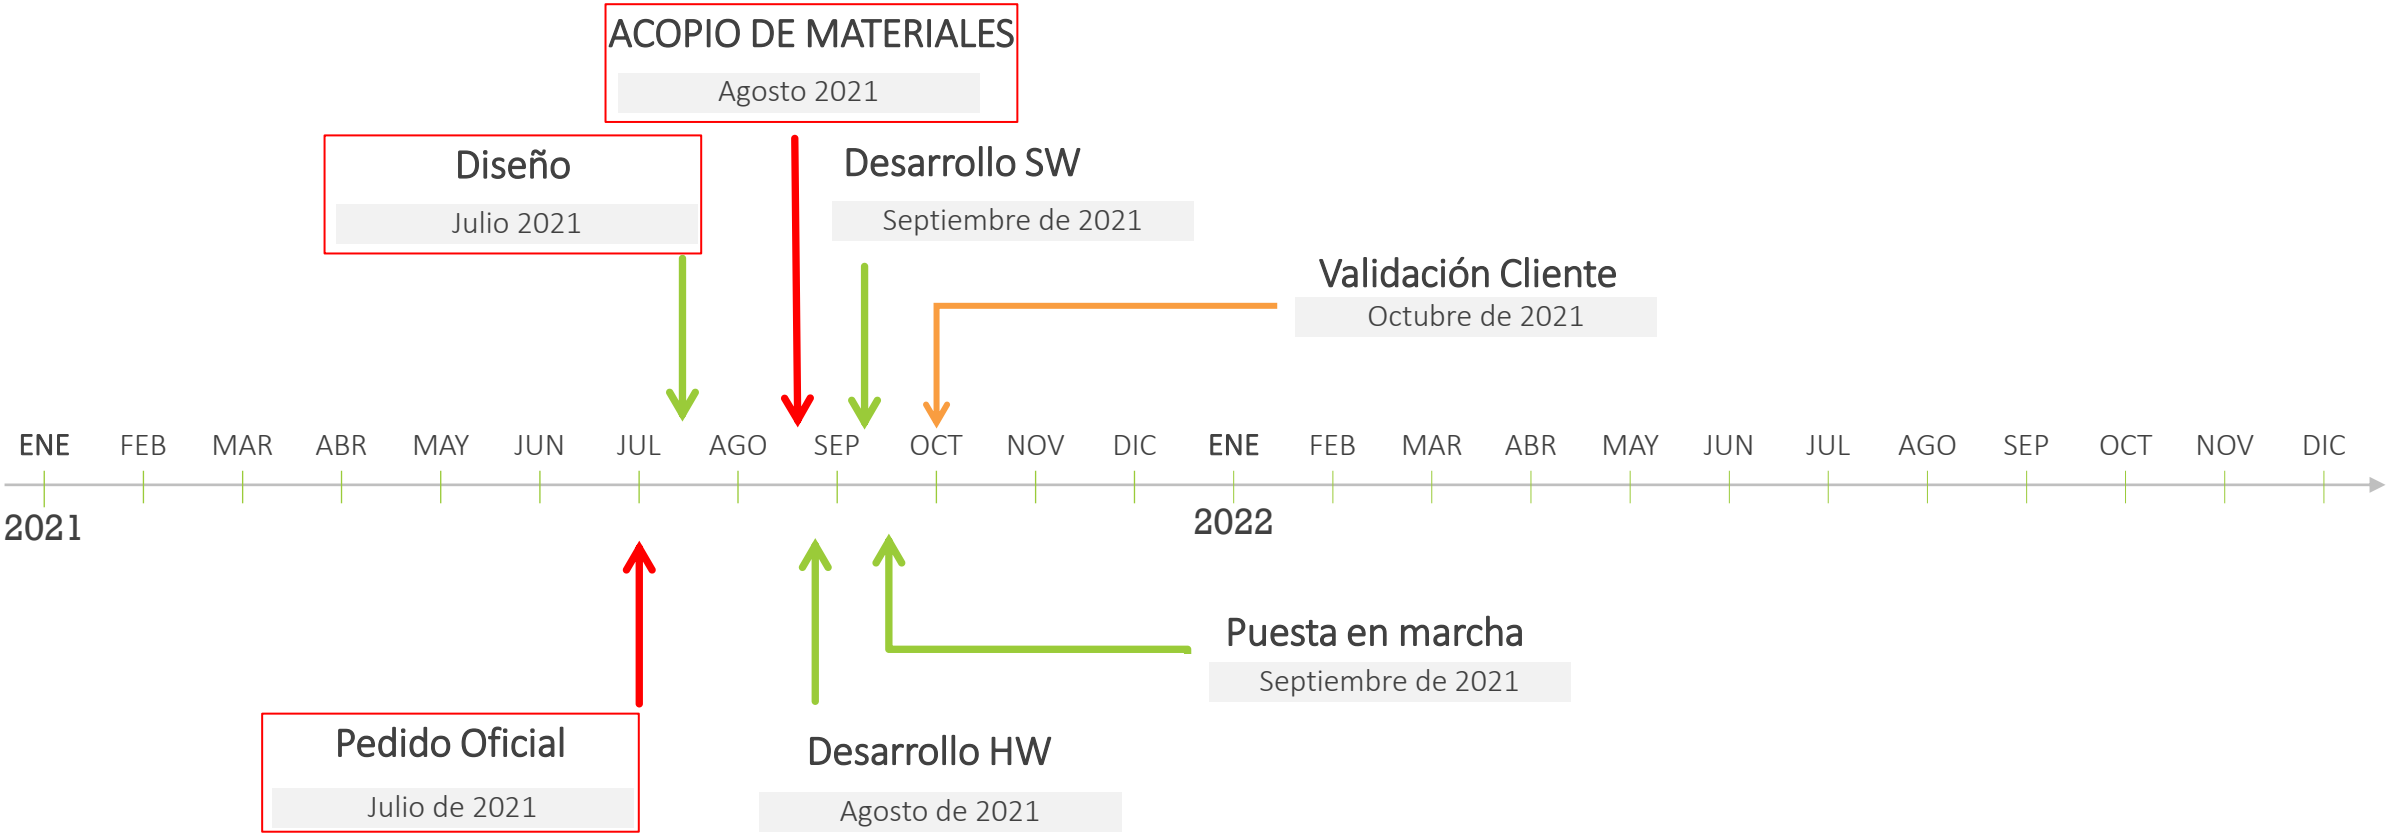 ACOPIO DE MATERIALES
Agosto 2021
Diseño
Julio 2021
Desarrollo SW
Septiembre de 2021
Validación Cliente
Octubre de 2021
ENE FEB MAR ABR MAY JUN JUL AGO SEP OCT NOV DIC ENE FEB MAR ABR MAY JUN JUL AGO SEP OCT NOV DIC
2021 2022
Puesta en marcha
Septiembre de 2021
Pedido Oficial
Julio de 2021
Desarrollo HW
Agosto de 2021